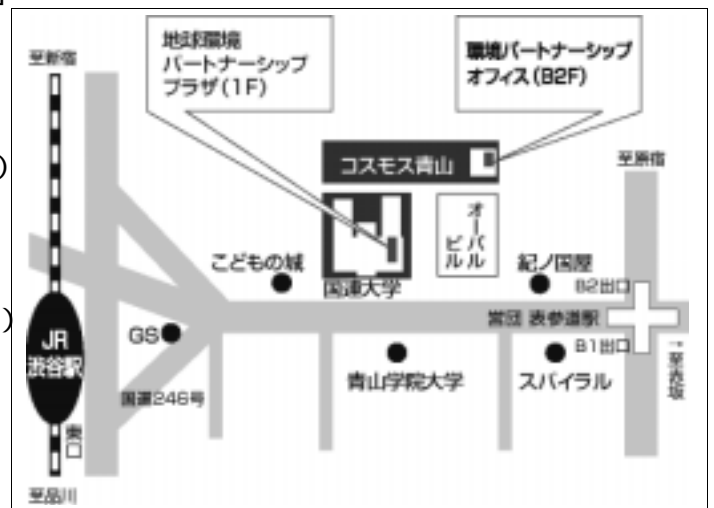 地球環境
パートナーシップ
プラザ(1F)
環境パートナーシップ
オフィス(B2F)
至新宿
コスモス青山
至原宿
オーバル
ビル
こどもの城
国連大学
紀ノ国屋
B2出口
営団 表参道駅
GS
JR
渋谷駅
B1出口
青山学院大学
スパイラル
至赤坂
国道246号
東口
至品川